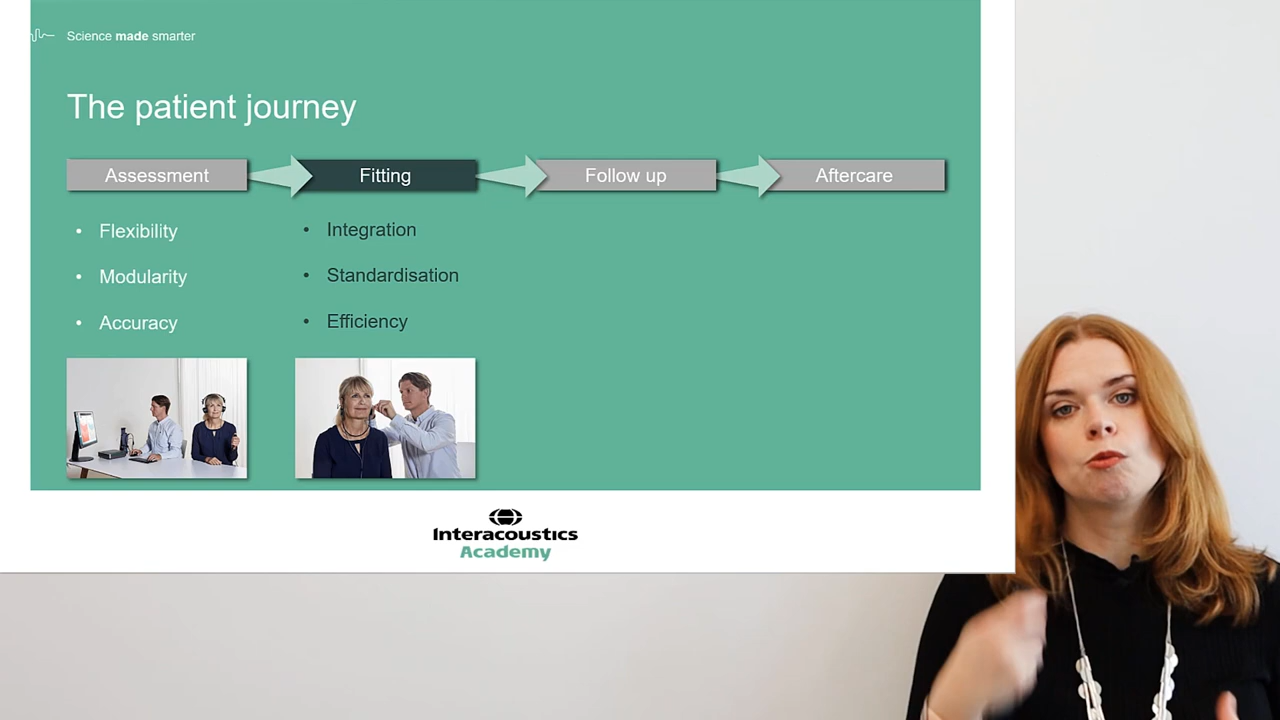 Science made smarter
The patient journey
Assessment
Fitting
Follow up
Aftercare
• Flexibility
• Modularity
• Accuracy
• Integration
• Standardisation
• Efficiency
Interacoustics
Academy